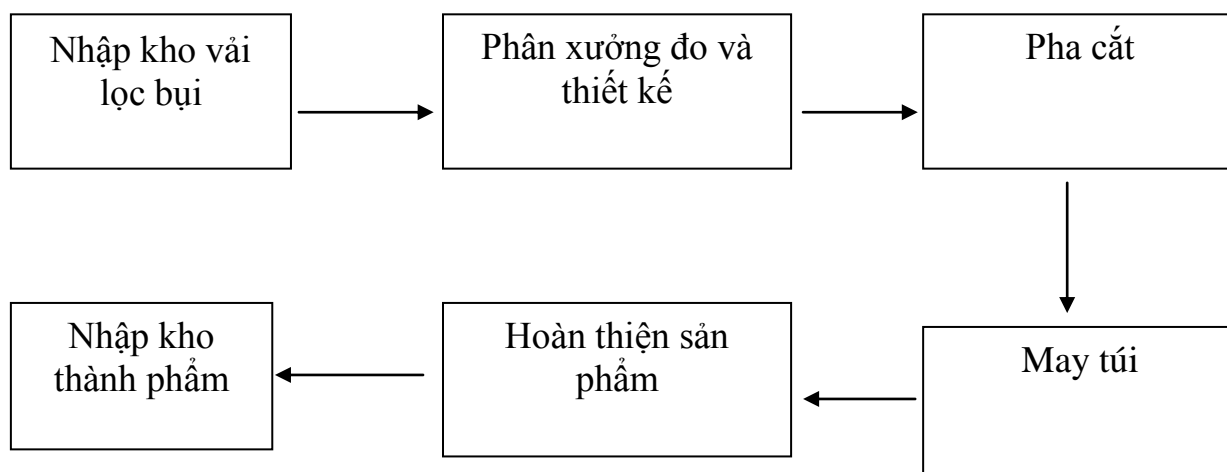 Nhập kho vải
lọc bụi
Phân xưởng đo và
thiết kế
Pha cắt
May túi
Hoàn thiện sản
phẩm
Nhập kho
thành phẩm